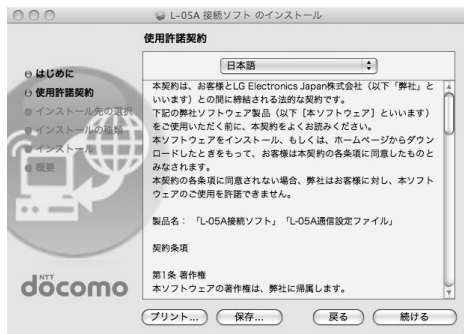 L-05A 接続ソフト のインストール
使用許諾契約
はじめに
使用許諾契約
インストール先の選択
インストールの種類
インストール
概要
日本語
本契約は、お客様とLG Electronics Japan株式会社(以下「弊社」と
いいます)との間に締結される法的な契約です。
下記の弊社ソフトウェア製品(以下[本ソフトウェア]といいます)
をご使用いただく前に、本契約をよくお読みください。
本ソフトウェアをインストール、もしくは、ホームページからダウン
ロードしたときをもって、お客様は本契約の各条項に同意したものと
みなされます。
本契約の各条項に同意されない場合、弊社はお客様に対し、本ソフト
ウェアのご使用を許諾できません。
製品名: 「L-05A接続ソフト」「L-05A通信設定ファイル」
契約条項
第1条 著作権
本ソフトウェアの著作権は、弊社に帰属します。
NTT
docomo
プリント... 保存... 戻る 続ける